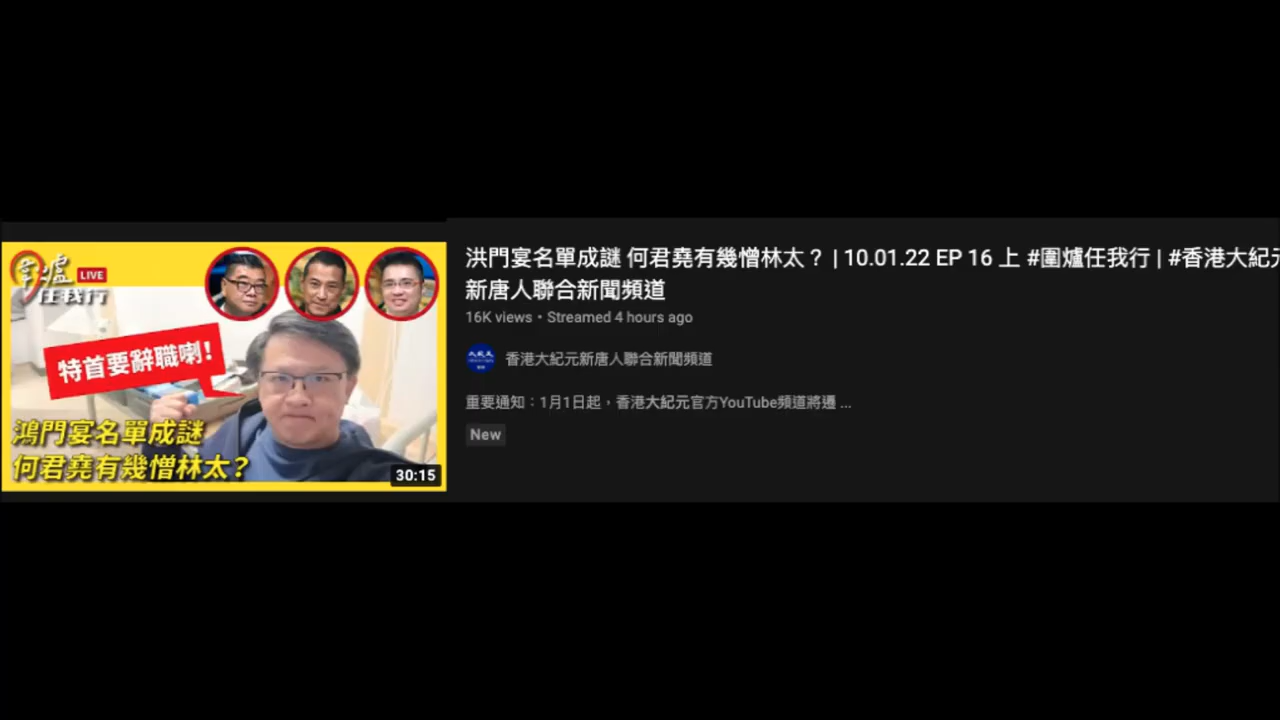 圍爐 LIVE
任我行
特首要辭職喇!
鴻門宴名單成謎
何君堯有幾憎林太?
30:15
洪門宴名單成謎 何君堯有幾憎林太？ | 10.01.22 EP 16 上 #圍爐任我行 | #香港大紀元
新唐人聯合新聞頻道
16K views • Streamed 4 hours ago
大紀元
香港大紀元新唐人聯合新聞頻道
重要通知：1月1日起，香港大紀元官方YouTube頻道將遷 ...
New